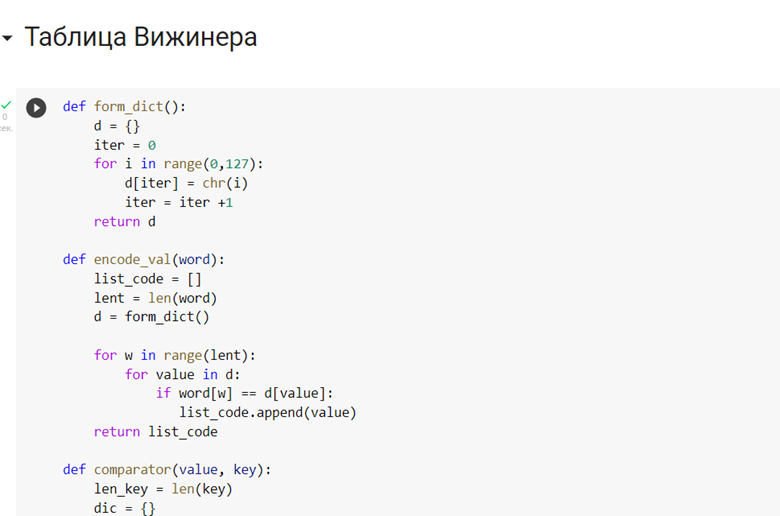 Таблица Вижинера
def form_dict():
    d = {}
    iter = 0
    for i in range(0,127):
        d[iter] = chr(i)
        iter = iter +1
    return d
def encode_val(word):
    list_code = []
    lent = len(word)
    d = form_dict()
    for w in range(lent):
        for value in d:
            if word[w] == d[value]:
               list_code.append(value)
    return list_code
def comparator(value, key):
    len_key = len(key)
    dic = {}
0
сек.